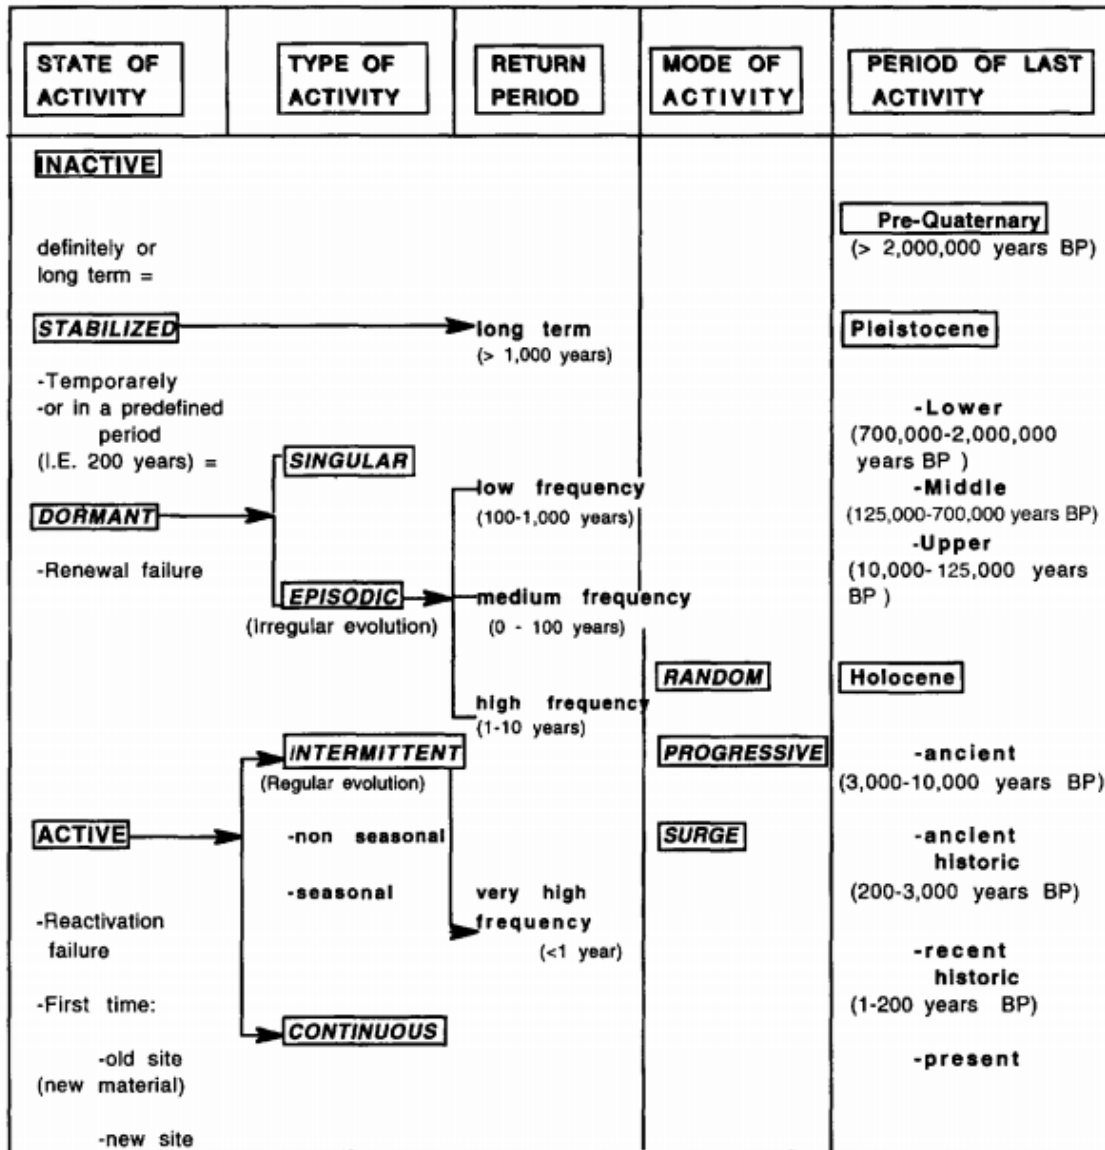 STATE OF
ACTIVITY
TYPE OF
ACTIVITY
RETURN
PERIOD
MODE OF
ACTIVITY
PERIOD OF LAST
ACTIVITY
INACTIVE
definitely or
long term =
STABILIZED
-Temporarely
-or in a predefined
period
(I.E. 200 years) =
DORMANT
-Renewal failure
ACTIVE
-Reactivation
failure
-First time:
-old site
(new material)
-new site
SINGULAR
EPISODIC
(Irregular evolution)
INTERMITTENT
(Regular evolution)
-non seasonal
-seasonal
CONTINUOUS
long term
(> 1,000 years)
low frequency
(100-1,000 years)
medium frequency
(0 - 100 years)
high frequency
(1-10 years)
very high
frequency
(<1 year)
RANDOM
PROGRESSIVE
SURGE
Pre-Quaternary
(> 2,000,000 years BP)
Pleistocene
-Lower
(700,000-2,000,000
years BP )
-Middle
(125,000-700,000 years BP)
-Upper
(10,000-125,000 years
BP )
Holocene
-ancient
(3,000-10,000 years BP)
-ancient
historic
(200-3,000 years BP)
-recent
historic
(1-200 years BP)
-present